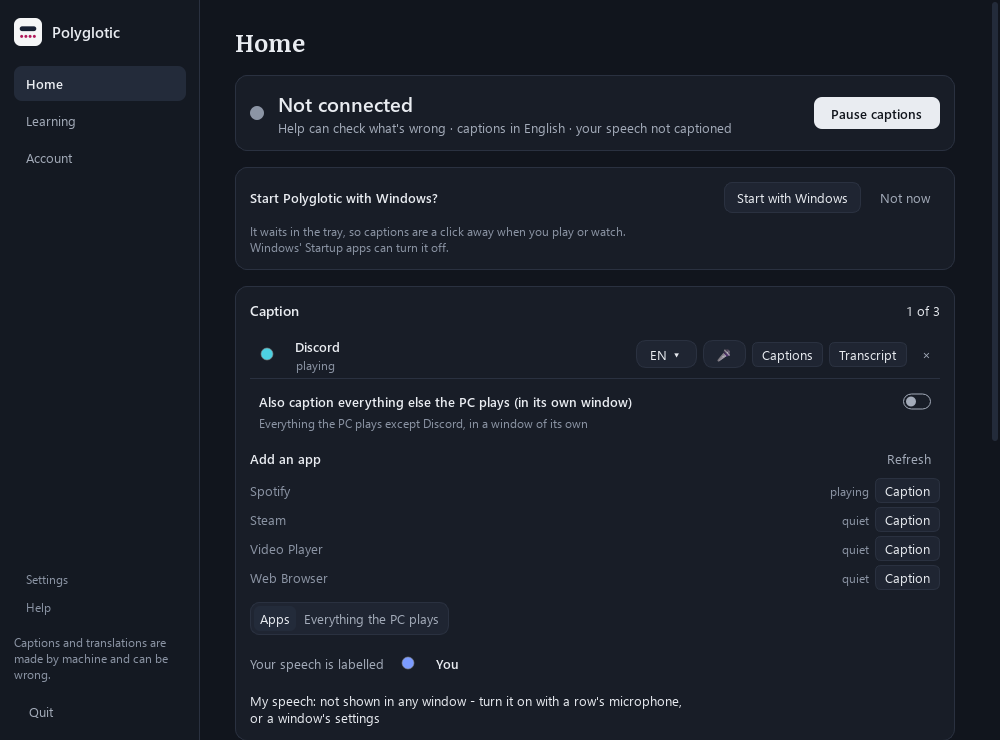 Polyglotic
Home
Learning
Account
Settings
Help
Captions and translations are
made by machine and can be
wrong.
Quit
Home
Not connected
Help can check what's wrong · captions in English · your speech not captioned
Pause captions
Start Polyglotic with Windows?
Start with Windows
Not now
It waits in the tray, so captions are a click away when you play or watch.
Windows' Startup apps can turn it off.
Caption
1 of 3
Discord
playing
EN
Captions
Transcript
×
Also caption everything else the PC plays (in its own window)
Everything the PC plays except Discord, in a window of its own
Add an app
Refresh
Spotify
playing
Caption
Steam
quiet
Caption
Video Player
quiet
Caption
Web Browser
quiet
Caption
Apps
Everything the PC plays
Your speech is labelled
You
My speech: not shown in any window - turn it on with a row's microphone,
or a window's settings